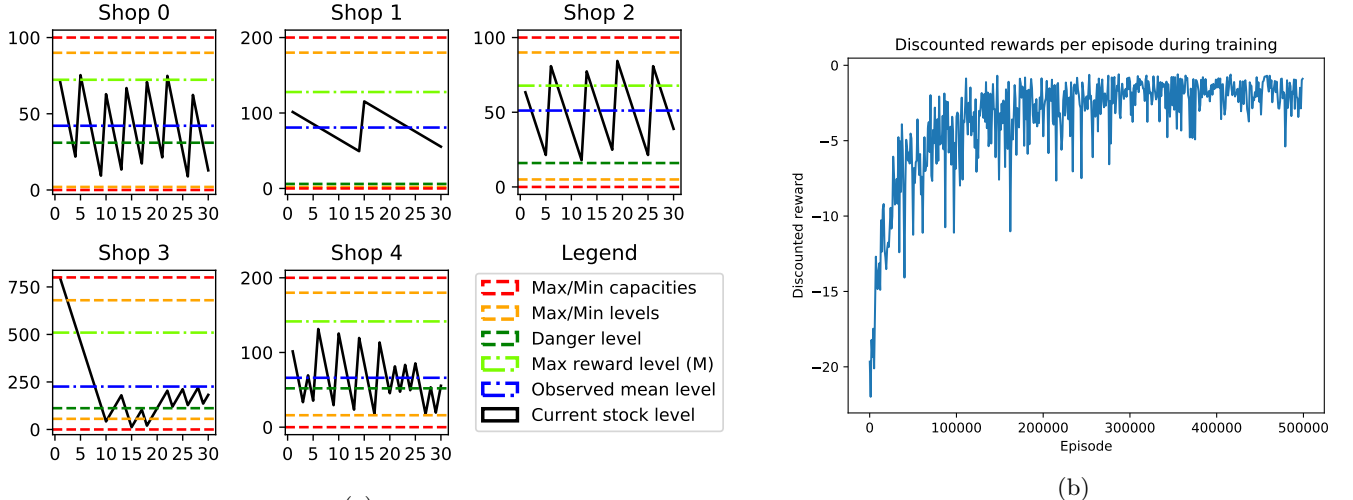 Shop 0
Shop 1
Shop 2
100
50
0
0 5 10 15 20 25 30
200
100
0
0 5 10 15 20 25 30
100
50
0
0 5 10 15 20 25 30
Shop 3
Shop 4
Legend
750
500
250
0
0 5 10 15 20 25 30
200
100
0
0 5 10 15 20 25 30
Max/Min capacities
Max/Min levels
Danger level
Max reward level (M)
Observed mean level
Current stock level
Discounted rewards per episode during training
Discounted reward
0
−5
−10
−15
−20
0 100000 200000 300000 400000 500000
Episode
(b)